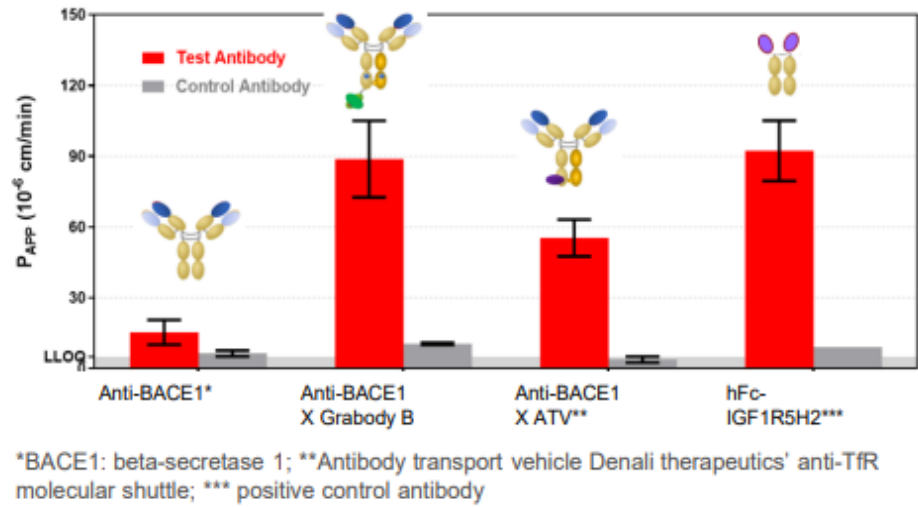 150
120
90
60
30
LLOQ
0
P_APP (10⁻⁶ cm/min)
Test Antibody
Control Antibody
Anti-BACE1*
Anti-BACE1
X Grabody B
Anti-BACE1
X ATV**
hFc-
IGF1R5H2***
*BACE1: beta-secretase 1; **Antibody transport vehicle Denali therapeutics’ anti-TfR
molecular shuttle; *** positive control antibody